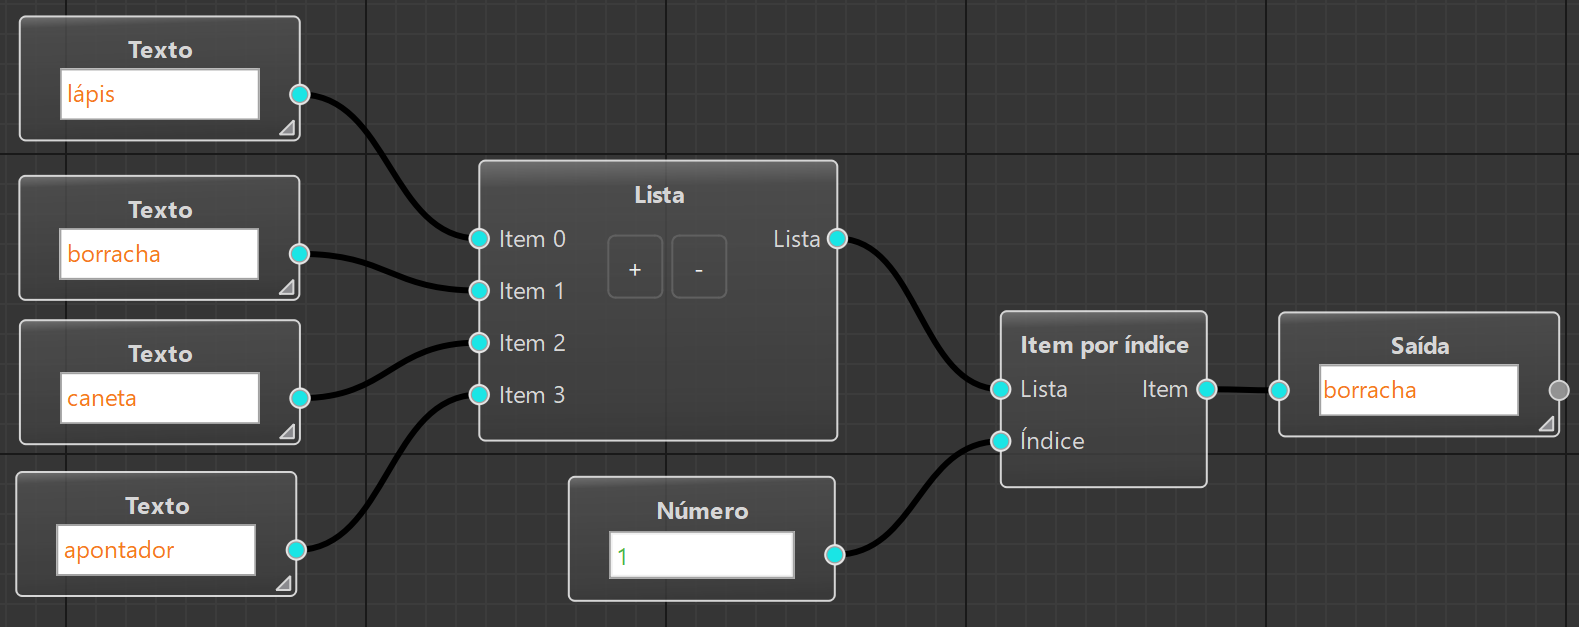 Texto
lápis
Texto
borracha
Texto
caneta
Texto
apontador
Lista
Item 0
Item 1
Item 2
Item 3
+ -
Lista
Número
1
Item por índice
Lista Item
Índice
Saída
borracha